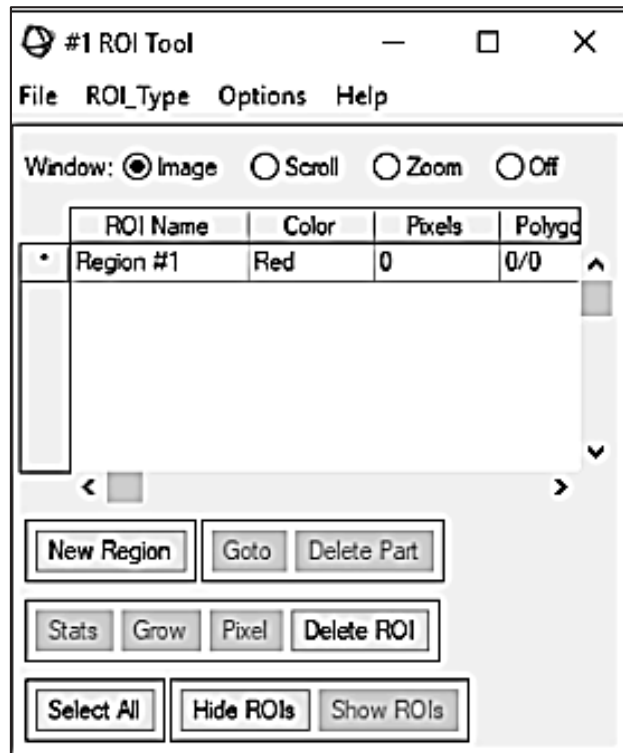 #1 ROI Tool
File ROI_Type Options Help
Window: Image Scroll Zoom Off
ROI Name Color Pixels Polygo
* Region #1 Red 0 0/0
New Region Goto Delete Part
Stats Grow Pixel Delete ROI
Select All Hide ROIs Show ROIs